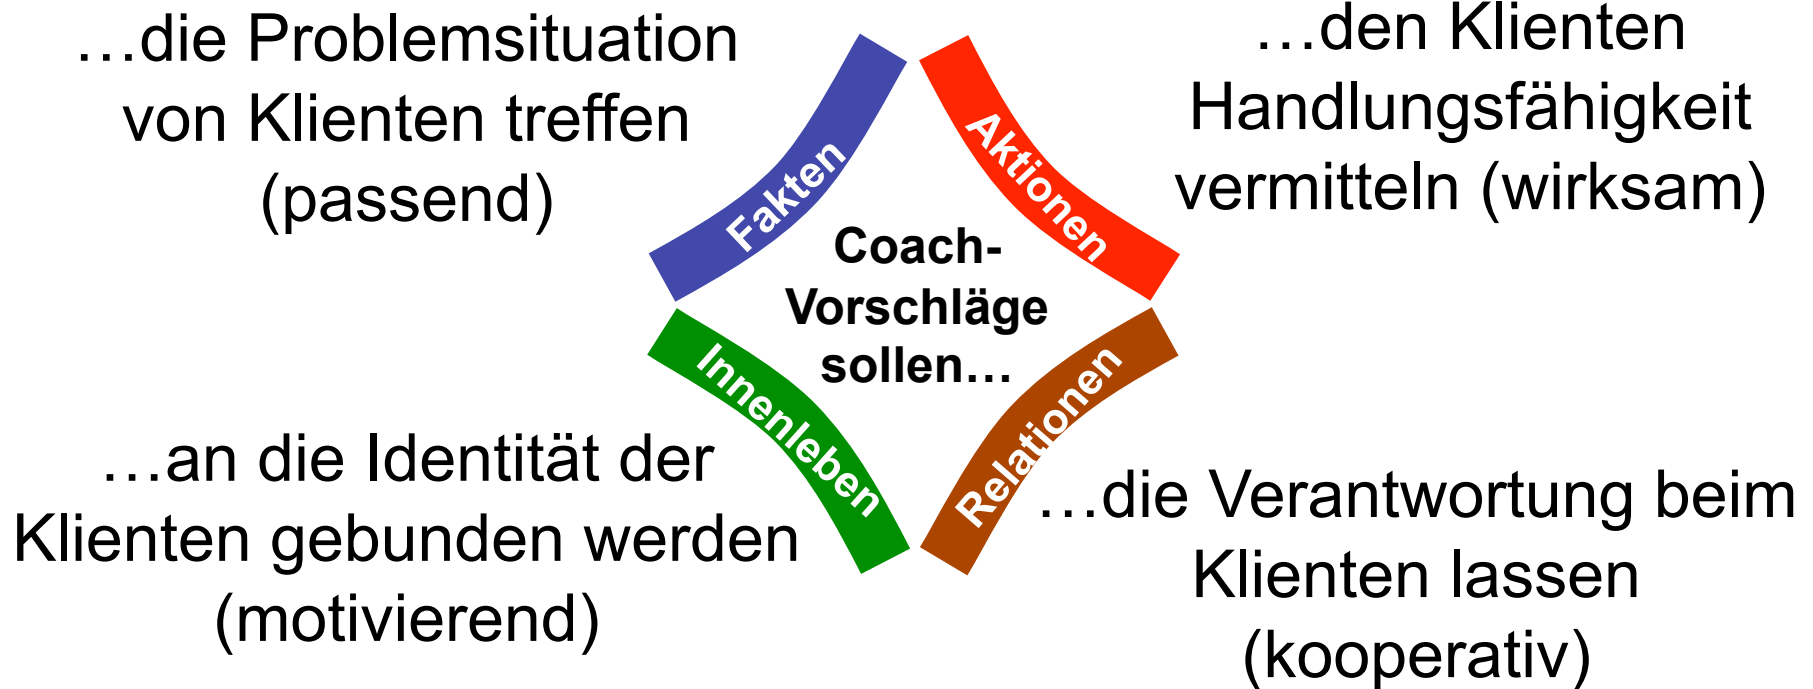 …die Problemsituation
von Klienten treffen
(passend)
…den Klienten
Handlungsfähigkeit
vermitteln (wirksam)
Fakten
Aktionen
Coach-
Vorschläge
sollen…
Innenleben
Relationen
…an die Identität der
Klienten gebunden werden
(motivierend)
…die Verantwortung beim
Klienten lassen
(kooperativ)